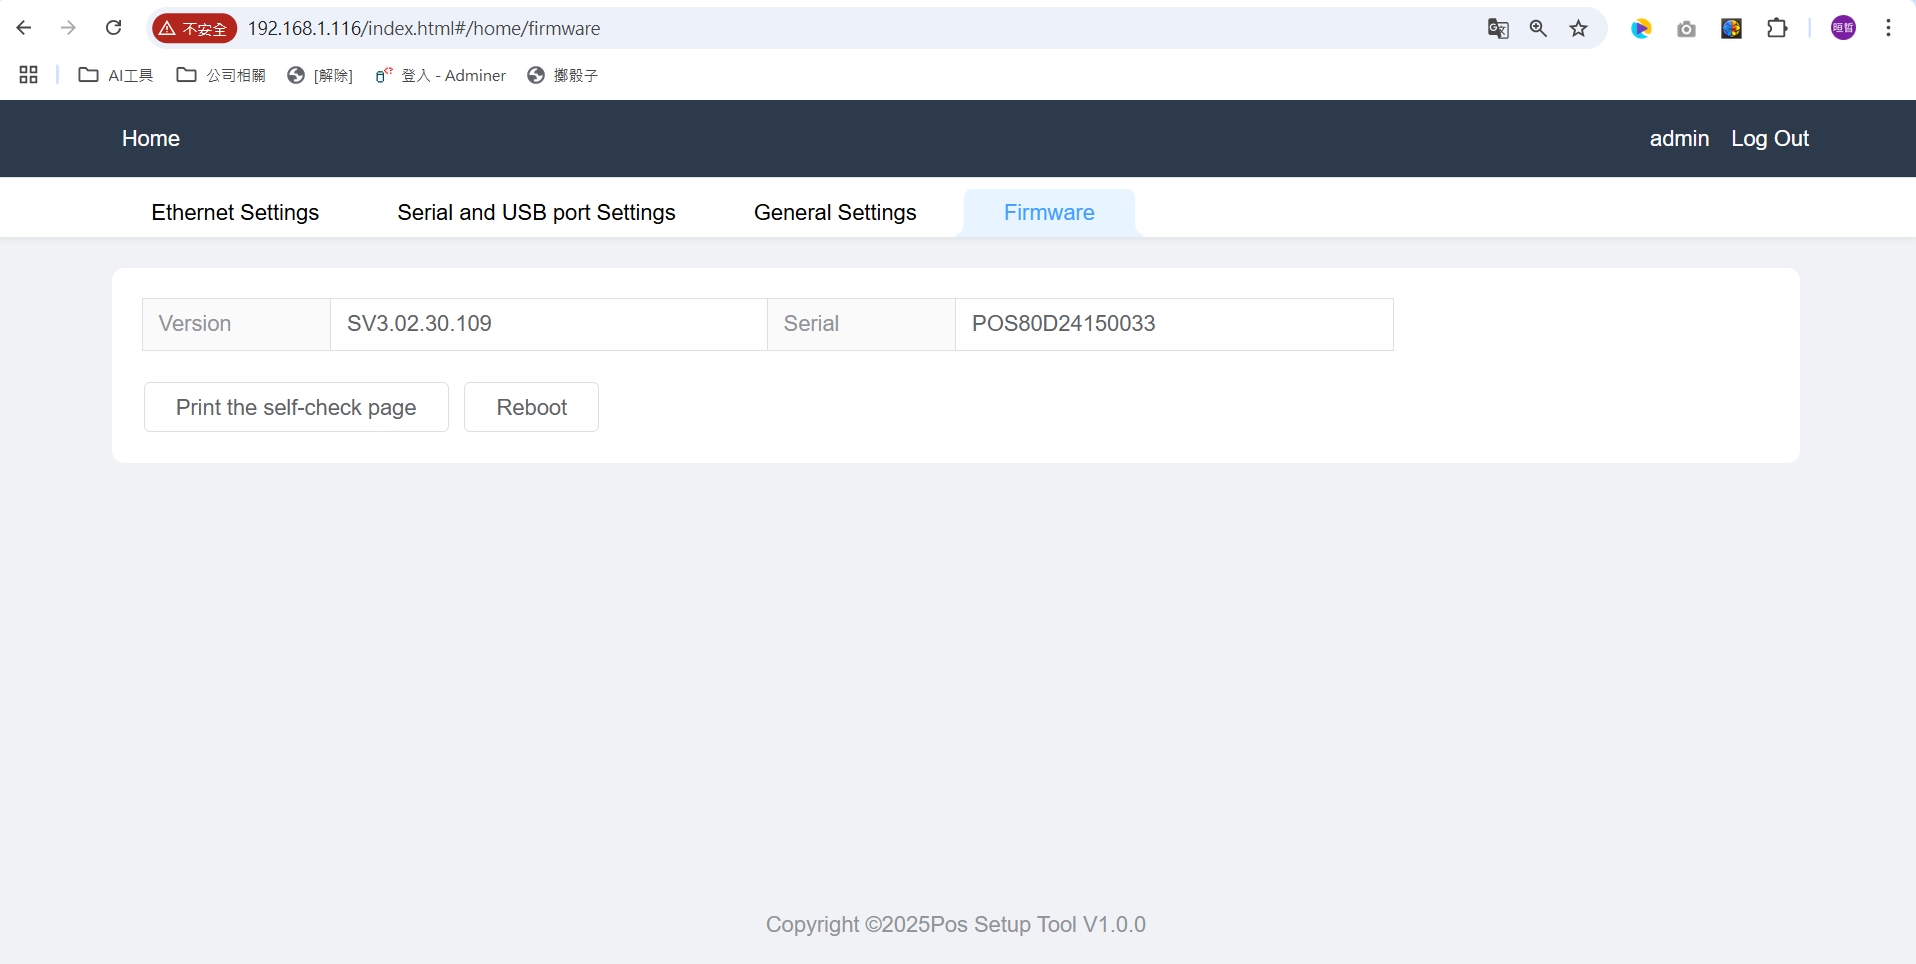 不安全 192.168.1.116/index.html#/home/firmware 晅哲
AI工具 公司相關 [解除] 登入 - Adminer 擲骰子
Home admin Log Out
Ethernet Settings Serial and USB port Settings General Settings Firmware
Version SV3.02.30.109 Serial POS80D24150033
Print the self-check page Reboot
Copyright ©2025Pos Setup Tool V1.0.0